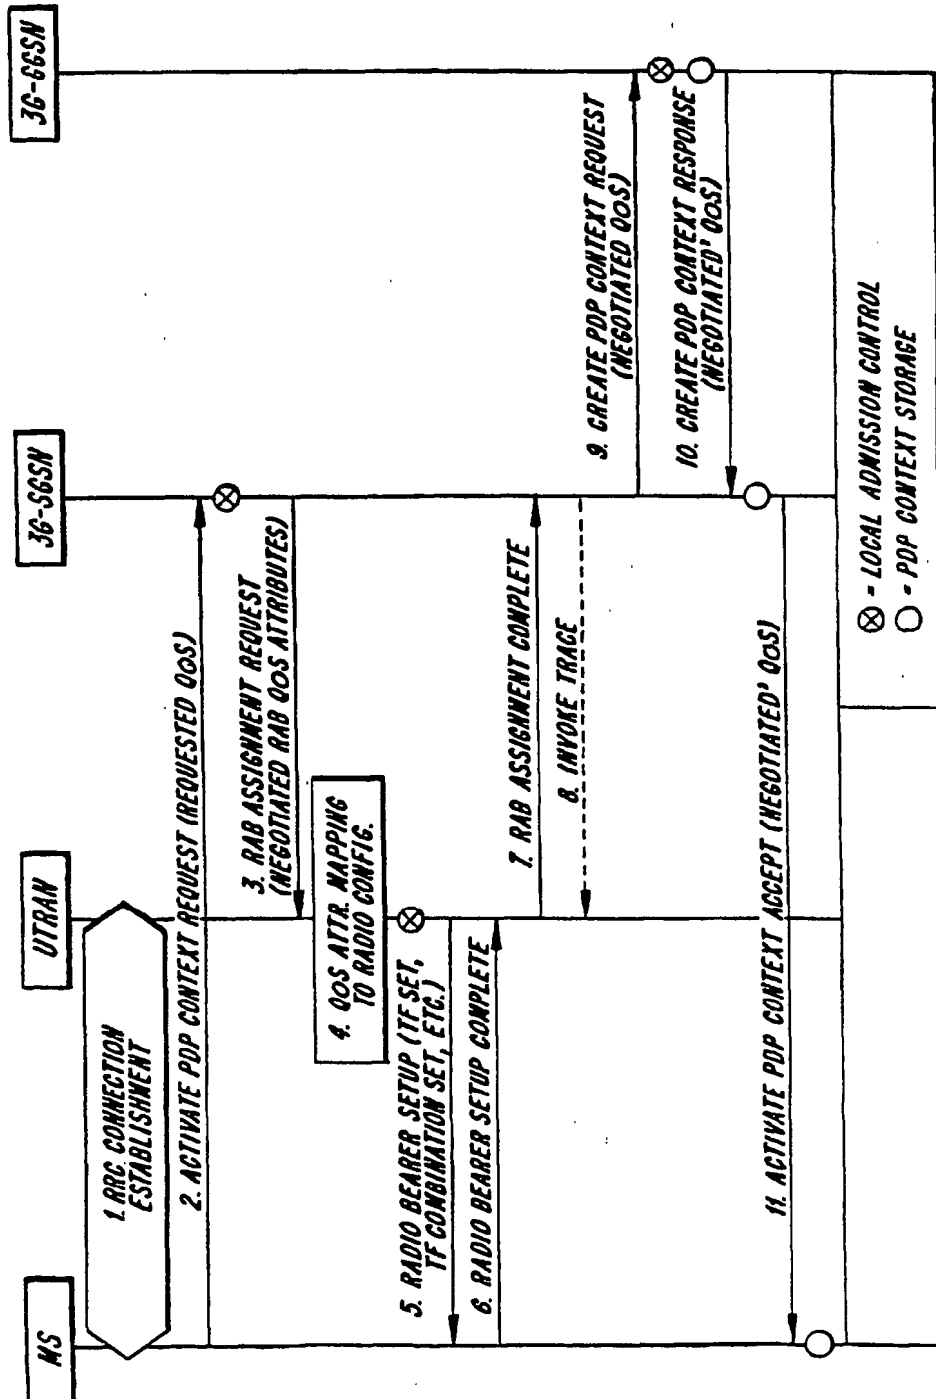 MS
UTRAN
3G-SGSN
3G-GGSN
1. RRC CONNECTION
ESTABLISHMENT
2. ACTIVATE PDP CONTEXT REQUEST (REQUESTED QOS)
3. RAB ASSIGNMENT REQUEST
(NEGOTIATED RAB QOS ATTRIBUTES)
4. QOS ATTR. MAPPING
TO RADIO CONFIG.
5. RADIO BEARER SETUP (TF SET,
TF COMBINATION SET, ETC.)
6. RADIO BEARER SETUP COMPLETE
7. RAB ASSIGNMENT COMPLETE
8. INVOKE TRACE
9. CREATE PDP CONTEXT REQUEST
(NEGOTIATED QOS)
10. CREATE PDP CONTEXT RESPONSE
(NEGOTIATED' QOS)
11. ACTIVATE PDP CONTEXT ACCEPT (NEGOTIATED' QOS)
⊗ = LOCAL ADMISSION CONTROL
○ = PDP CONTEXT STORAGE